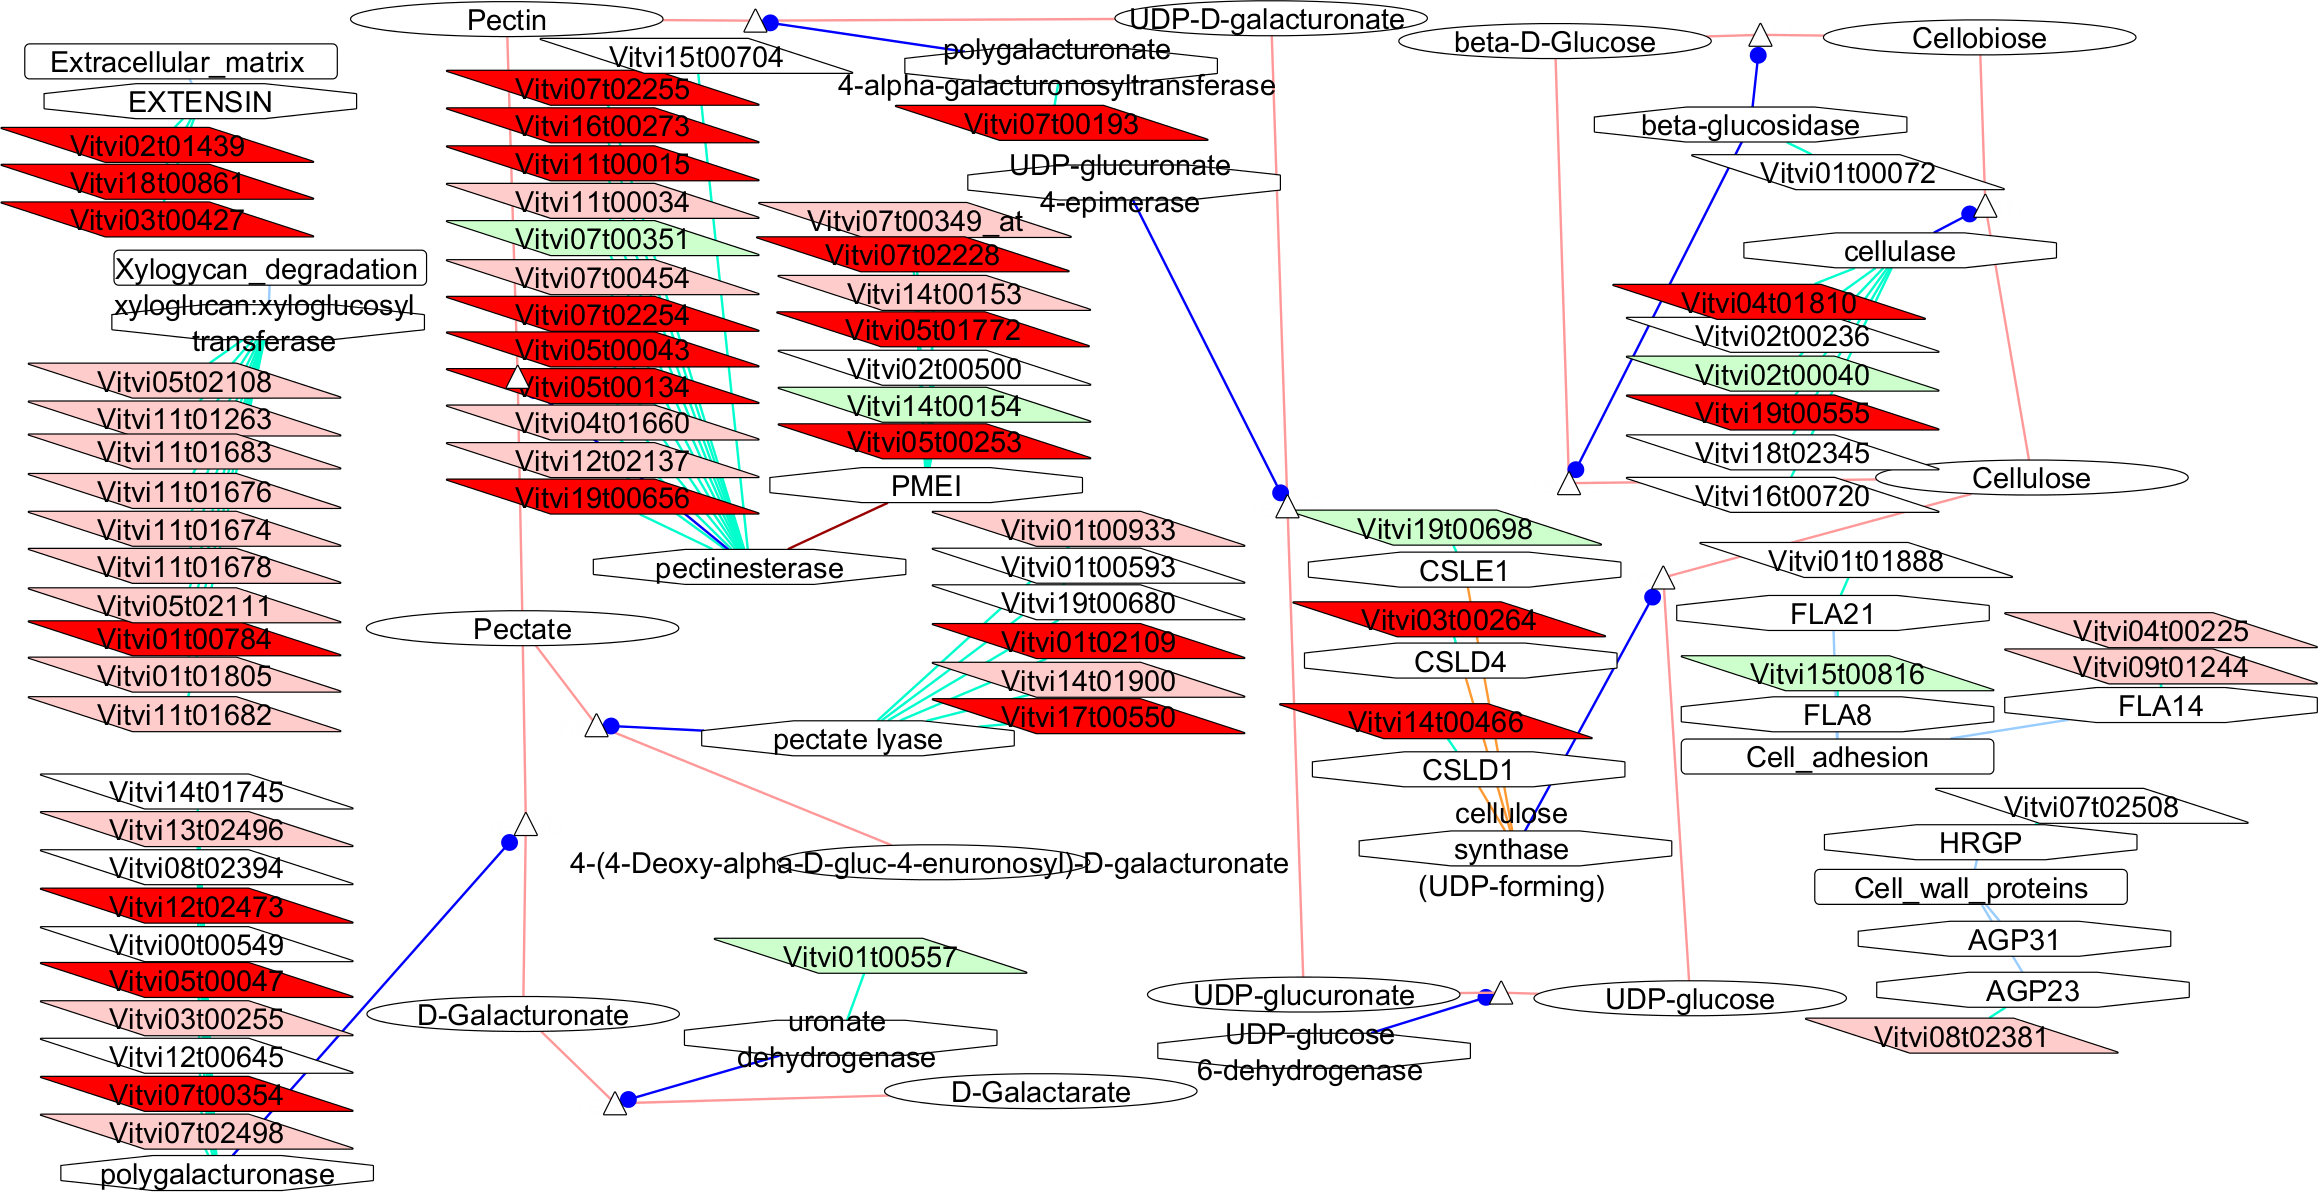 Pectin
UDP-D-galacturonate
beta-D-Glucose
Cellobiose
Extracellular_matrix
EXTENSIN
Vitvi02t01439
Vitvi18t00861
Vitvi03t00427
Xylogycan_degradation
xyloglucan:xyloglucosyl
transferase
Vitvi05t02108
Vitvi11t01263
Vitvi11t01683
Vitvi11t01676
Vitvi11t01674
Vitvi11t01678
Vitvi05t02111
Vitvi01t00784
Vitvi01t01805
Vitvi11t01682
Vitvi14t01745
Vitvi13t02496
Vitvi08t02394
Vitvi12t02473
Vitvi00t00549
Vitvi05t00047
Vitvi03t00255
Vitvi12t00645
Vitvi07t00354
Vitvi07t02498
polygalacturonase
Vitvi15t00704
Vitvi07t02255
Vitvi16t00273
Vitvi11t00015
Vitvi11t00034
Vitvi07t00351
Vitvi07t00454
Vitvi07t02254
Vitvi05t00043
Vitvi05t00134
Vitvi04t01660
Vitvi12t02137
Vitvi19t00656
pectinesterase
polygalacturonate
4-alpha-galacturonosyltransferase
Vitvi07t00193
UDP-glucuronate
4-epimerase
Vitvi07t00349_at
Vitvi07t02228
Vitvi14t00153
Vitvi05t01772
Vitvi02t00500
Vitvi14t00154
Vitvi05t00253
PMEI
Vitvi01t00933
Vitvi01t00593
Vitvi19t00680
Vitvi01t02109
Vitvi14t01900
Vitvi17t00550
pectate lyase
Pectate
4-(4-Deoxy-alpha-D-gluc-4-enuronosyl)-D-galacturonate
Vitvi01t00557
uronate
dehydrogenase
D-Galacturonate
D-Galactarate
beta-glucosidase
Vitvi01t00072
cellulase
Vitvi04t01810
Vitvi02t00236
Vitvi02t00040
Vitvi19t00555
Vitvi18t02345
Vitvi16t00720
Cellulose
Vitvi19t00698
CSLE1
Vitvi03t00264
CSLD4
Vitvi14t00466
CSLD1
cellulose
synthase
(UDP-forming)
Vitvi01t01888
FLA21
Vitvi15t00816
FLA8
Cell_adhesion
Vitvi04t00225
Vitvi09t01244
FLA14
Vitvi07t02508
HRGP
Cell_wall_proteins
AGP31
AGP23
Vitvi08t02381
UDP-glucuronate
UDP-glucose
UDP-glucose
6-dehydrogenase